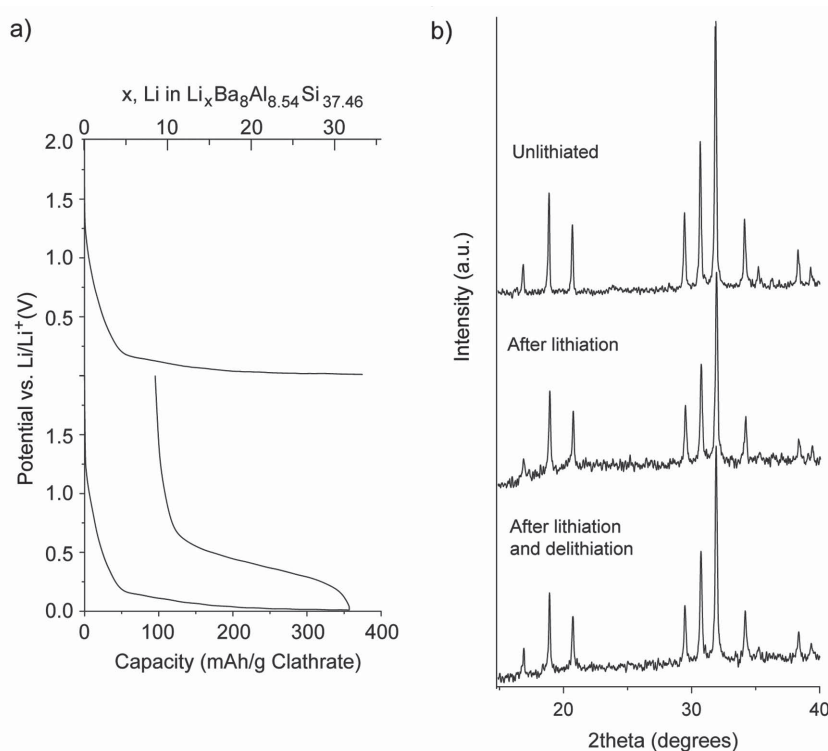 a)
x, Li in LixBa8Al8.54Si37.46
0 10 20 30
2.0
1.5
1.0
0.5
1.5
1.0
0.5
0.0
Potential vs. Li/Li+(V)
0 100 200 300 400
Capacity (mAh/g Clathrate)
b)
Unlithiated
After lithiation
After lithiation
and delithiation
Intensity (a.u.)
20 30 40
2theta (degrees)